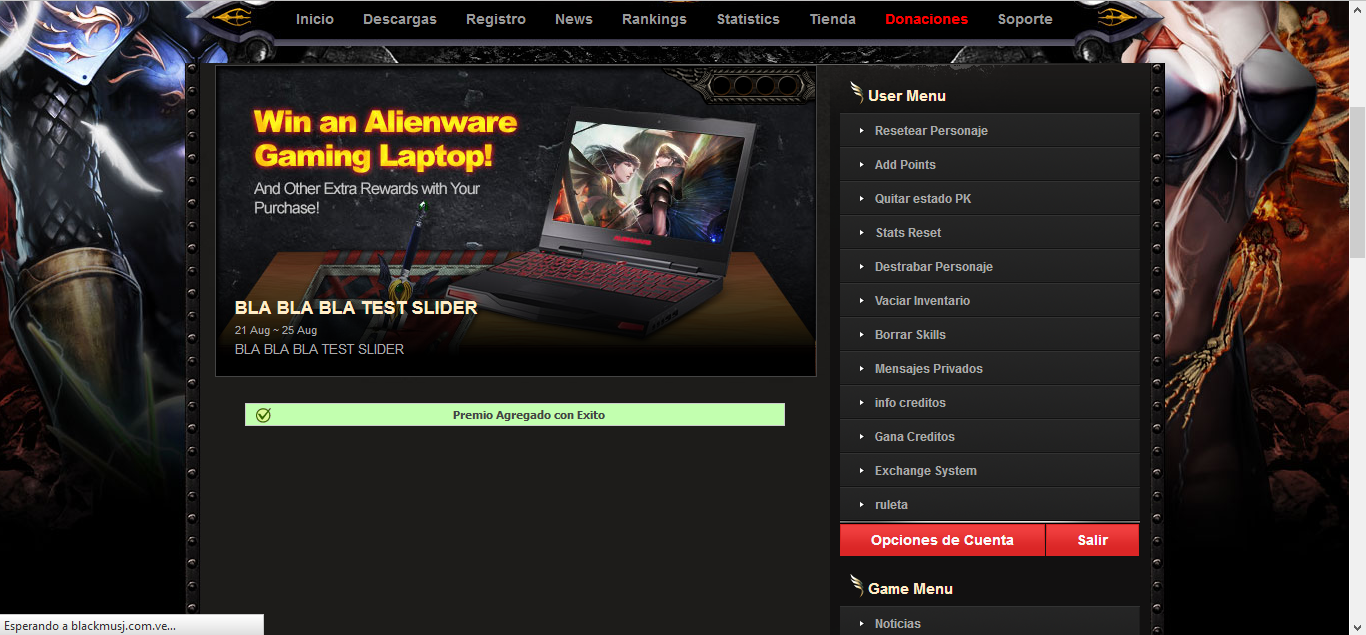 Inicio Descargas Registro News Rankings Statistics Tienda Donaciones Soporte
Win an Alienware
Gaming Laptop!
And Other Extra Rewards with Your
Purchase!
ALIENWARE
BLA BLA BLA TEST SLIDER
21 Aug ~ 25 Aug
BLA BLA BLA TEST SLIDER
Premio Agregado con Exito
User Menu
Resetear Personaje
Add Points
Quitar estado PK
Stats Reset
Destrabar Personaje
Vaciar Inventario
Borrar Skills
Mensajes Privados
info creditos
Gana Creditos
Exchange System
ruleta
Opciones de Cuenta Salir
Game Menu
Noticias
Esperando a blackmusj.com.ve...